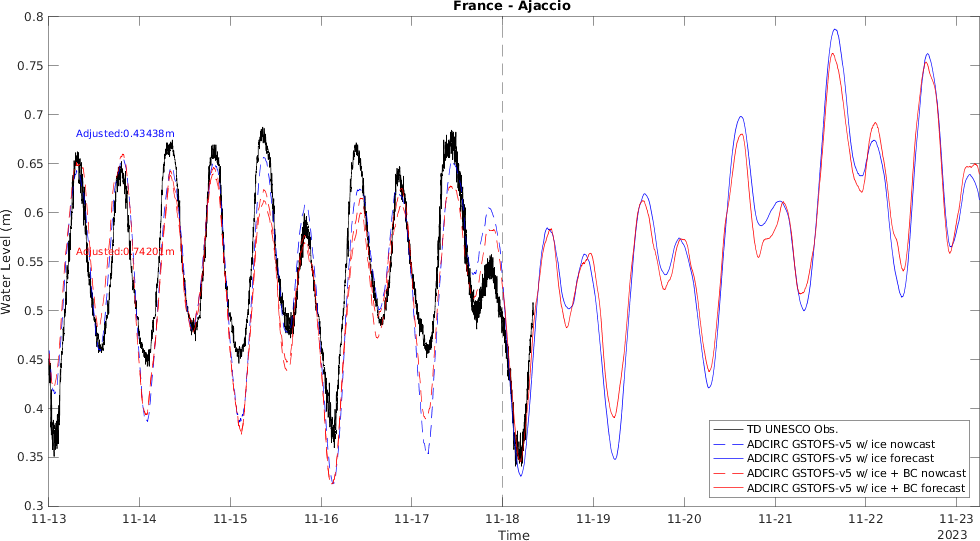 France - Ajaccio
0.8
0.75
0.7
0.65
0.6
0.55
0.5
0.45
0.4
0.35
0.3
Water Level (m)
Adjusted:0.43438m
Adjusted:0.74201m
TD UNESCO Obs.
ADCIRC GSTOFS-v5 w/ ice nowcast
ADCIRC GSTOFS-v5 w/ ice forecast
ADCIRC GSTOFS-v5 w/ ice + BC nowcast
ADCIRC GSTOFS-v5 w/ ice + BC forecast
11-13 11-14 11-15 11-16 11-17 11-18 11-19 11-20 11-21 11-22 11-23
Time
2023